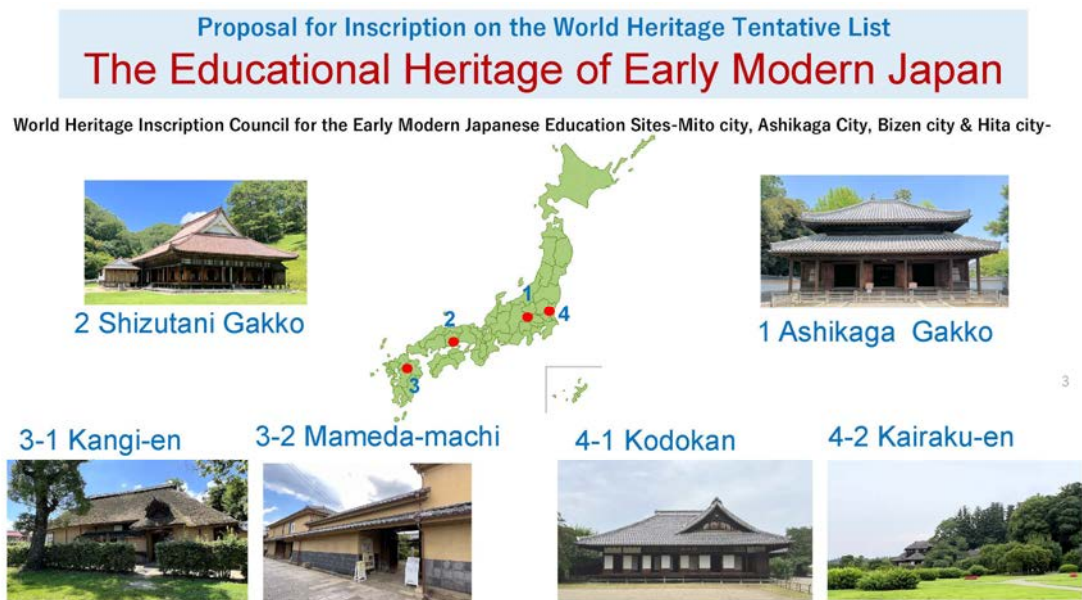 Proposal for Inscription on the World Heritage Tentative List
The Educational Heritage of Early Modern Japan
World Heritage Inscription Council for the Early Modern Japanese Education Sites-Mito city, Ashikaga City, Bizen city & Hita city-
2 Shizutani Gakko
1
4
2
3
1 Ashikaga Gakko
3
3-1 Kangi-en
3-2 Mameda-machi
4-1 Kodokan
4-2 Kairaku-en